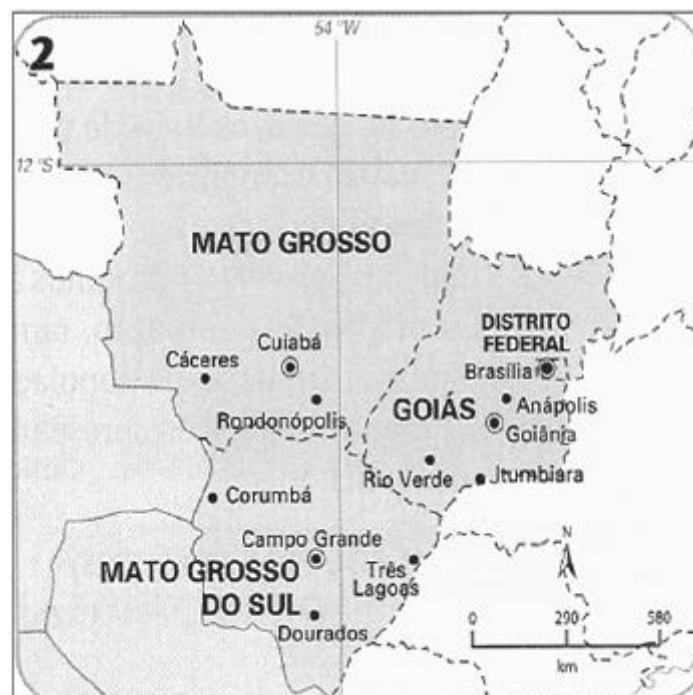 2
54 °W
12 °S
MATO GROSSO
DISTRITO
FEDERAL
Cuiabá
Cáceres
Brasília
Rondonópolis
GOIÁS
Anápolis
Goiânia
Rio Verde
Itumbiara
Corumbá
Campo Grande
MATO GROSSO
DO SUL
Três
Lagoas
Dourados
N
0 290 580
km